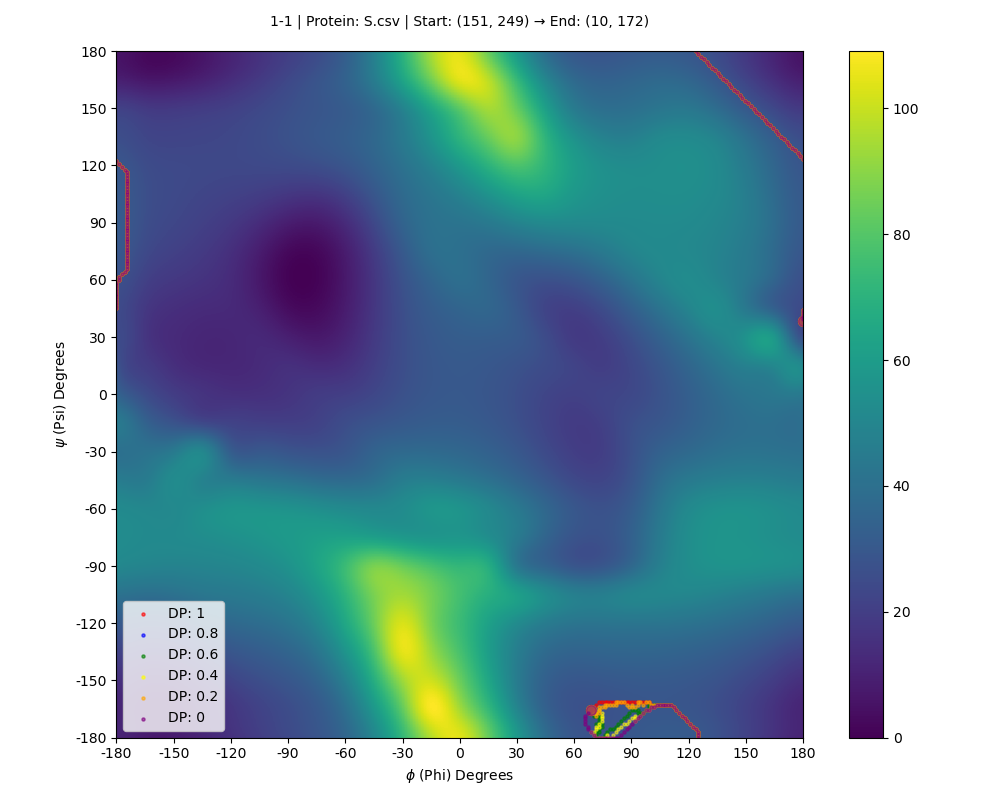 1-1 | Protein: S.csv | Start: (151, 249) → End: (10, 172)
180
150
120
90
60
30
0
-30
-60
-90
-120
-150
-180
ψ (Psi) Degrees
-180 -150 -120 -90 -60 -30 0 30 60 90 120 150 180
ϕ (Phi) Degrees
DP: 1
DP: 0.8
DP: 0.6
DP: 0.4
DP: 0.2
DP: 0
100
80
60
40
20
0